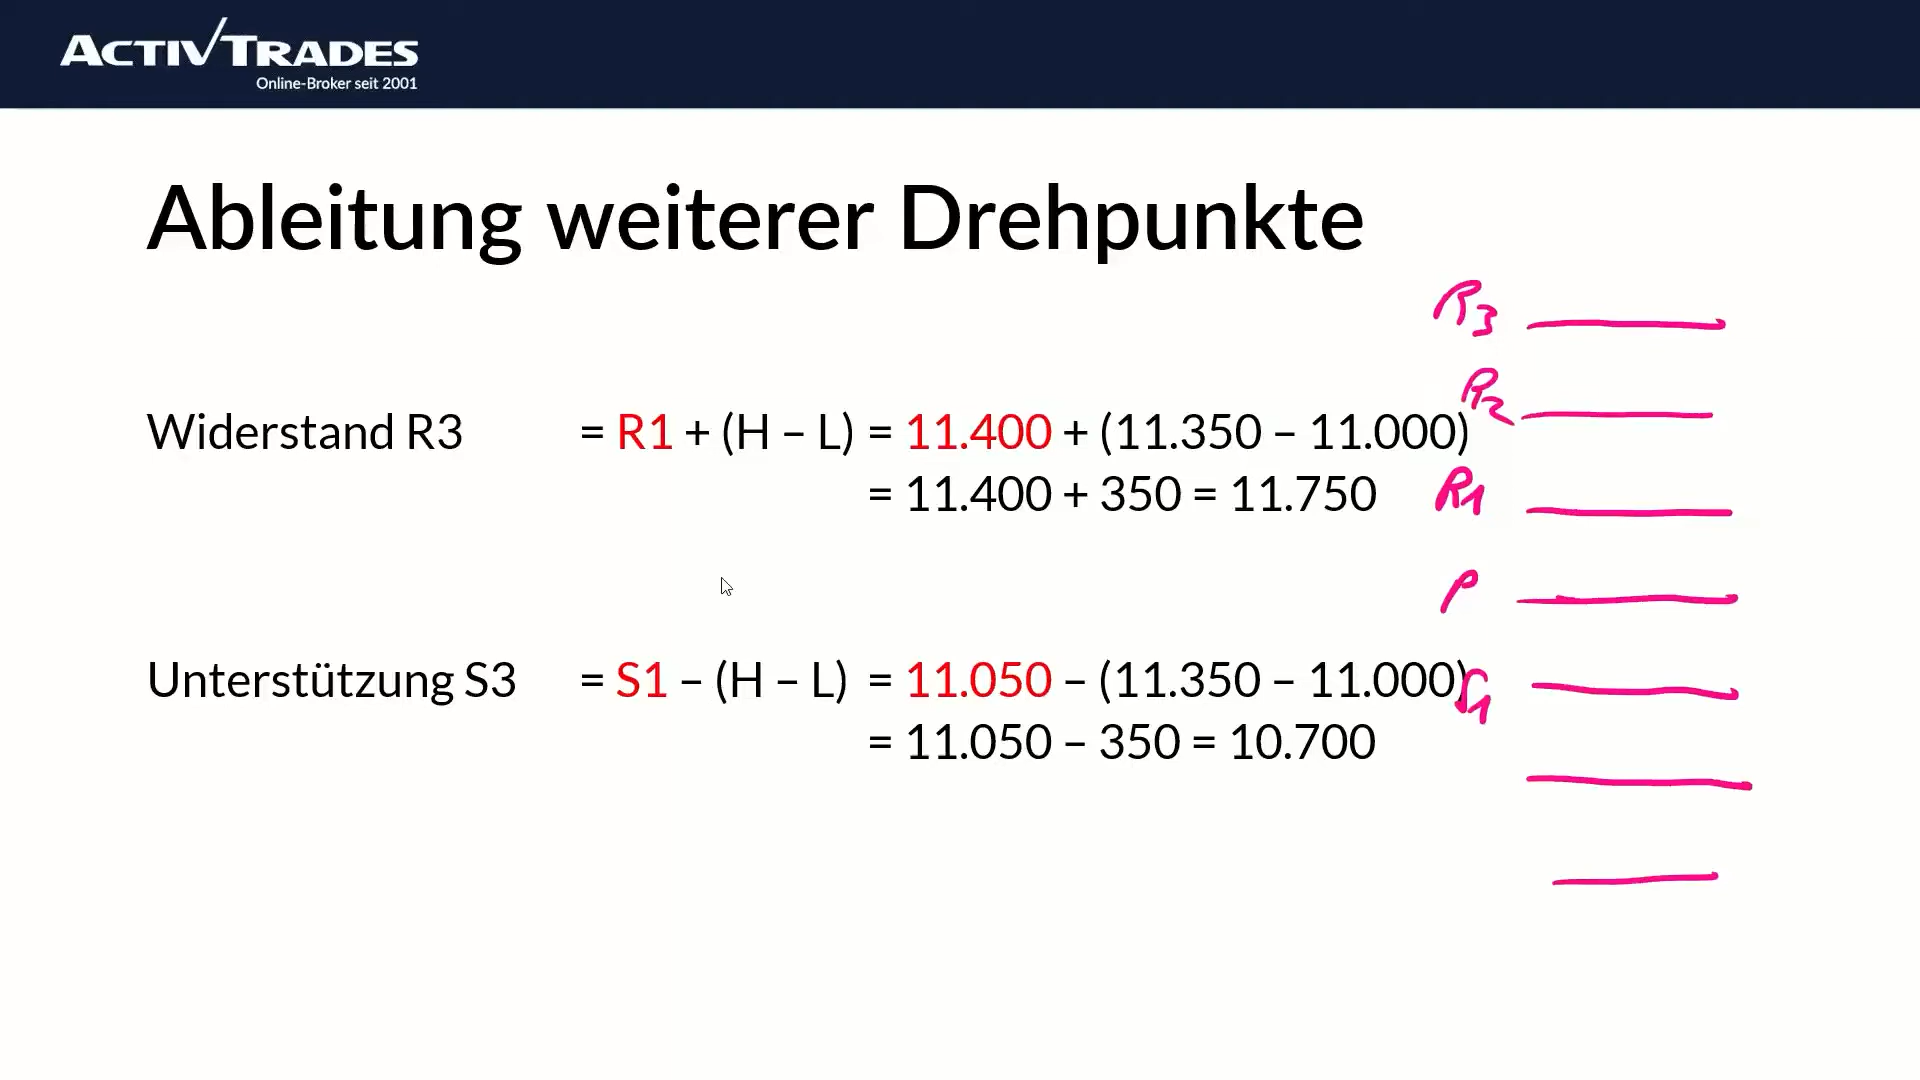 ACTIVTRADES
Online-Broker seit 2001
Ableitung weiterer Drehpunkte
R3
R2
Widerstand R3 = R1 + (H – L) = 11.400 + (11.350 – 11.000)
= 11.400 + 350 = 11.750
R1
P
Unterstützung S3 = S1 – (H – L) = 11.050 – (11.350 – 11.000)
S1
= 11.050 – 350 = 10.700